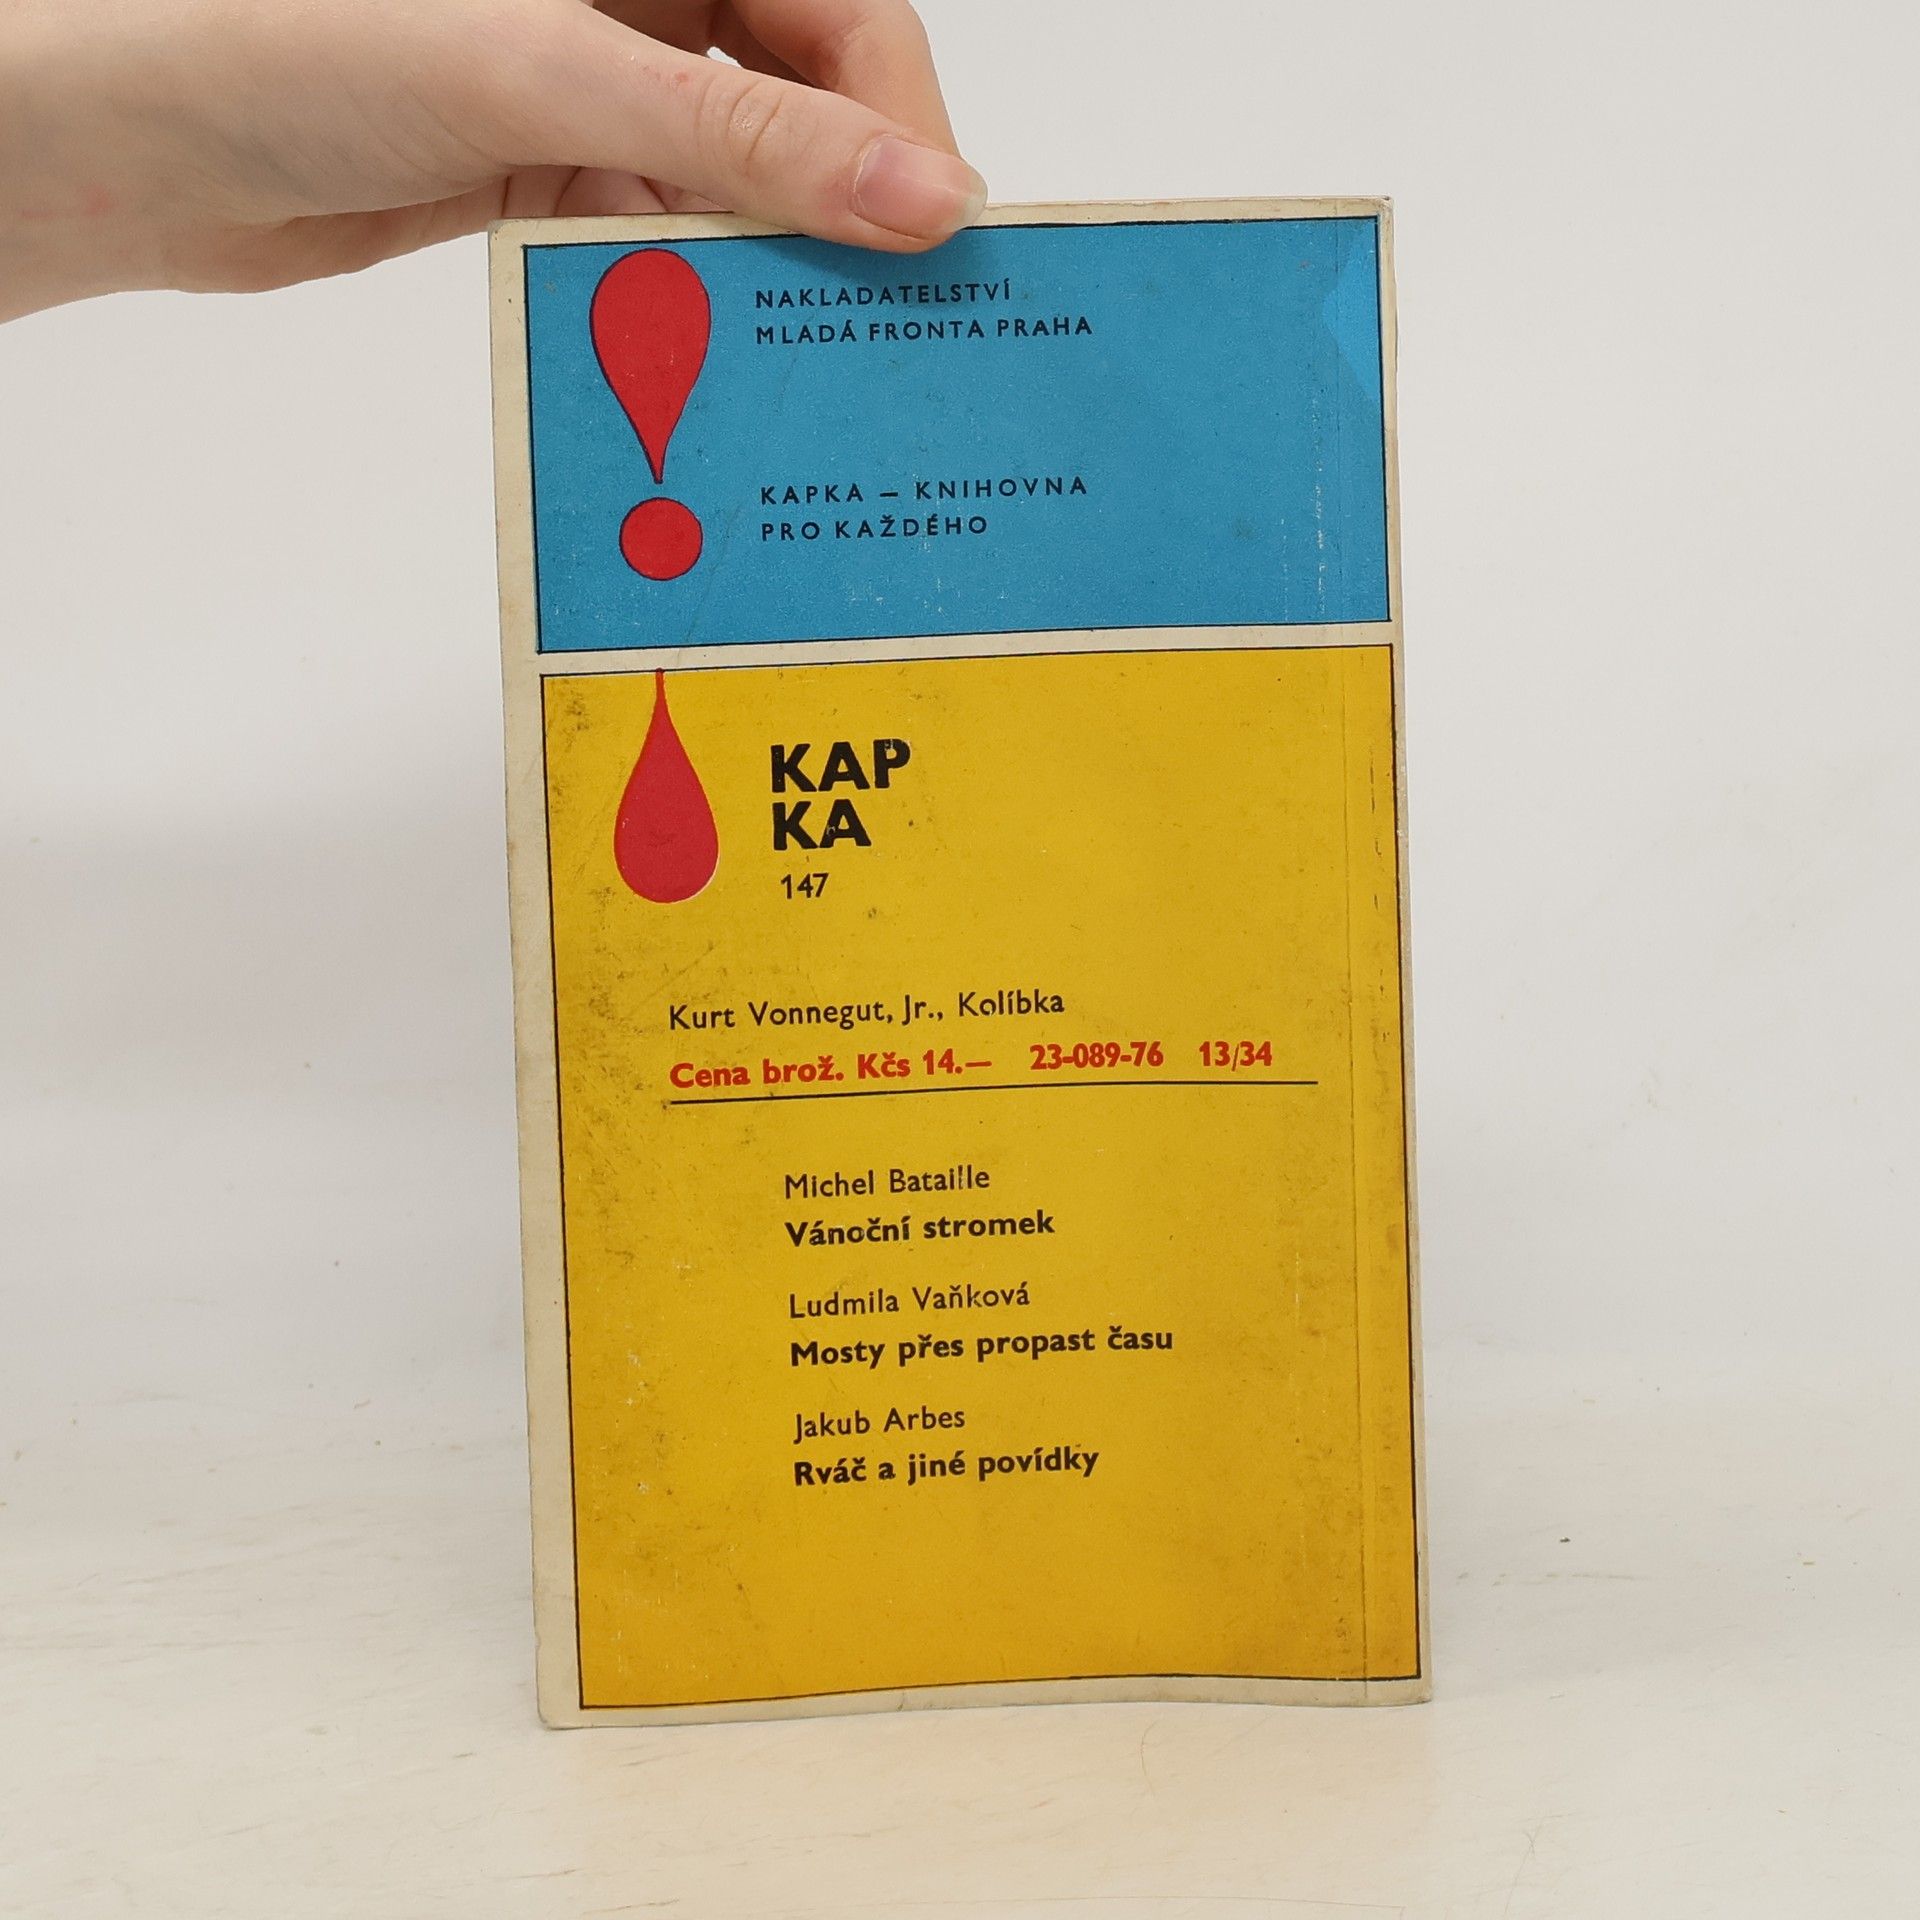 NAKLADATELSTVÍ
MLADÁ FRONTA PRAHA
KAPKA – KNIHOVNA
PRO KAŽDÉHO
KAP
KA
147
Kurt Vonnegut, Jr., Kolíbka
Cena brož. Kčs 14.— 23-089-76 13/34
Michel Bataille
Vánoční stromek
Ludmila Vaňková
Mosty přes propast času
Jakub Arbes
Rváč a jiné povídky